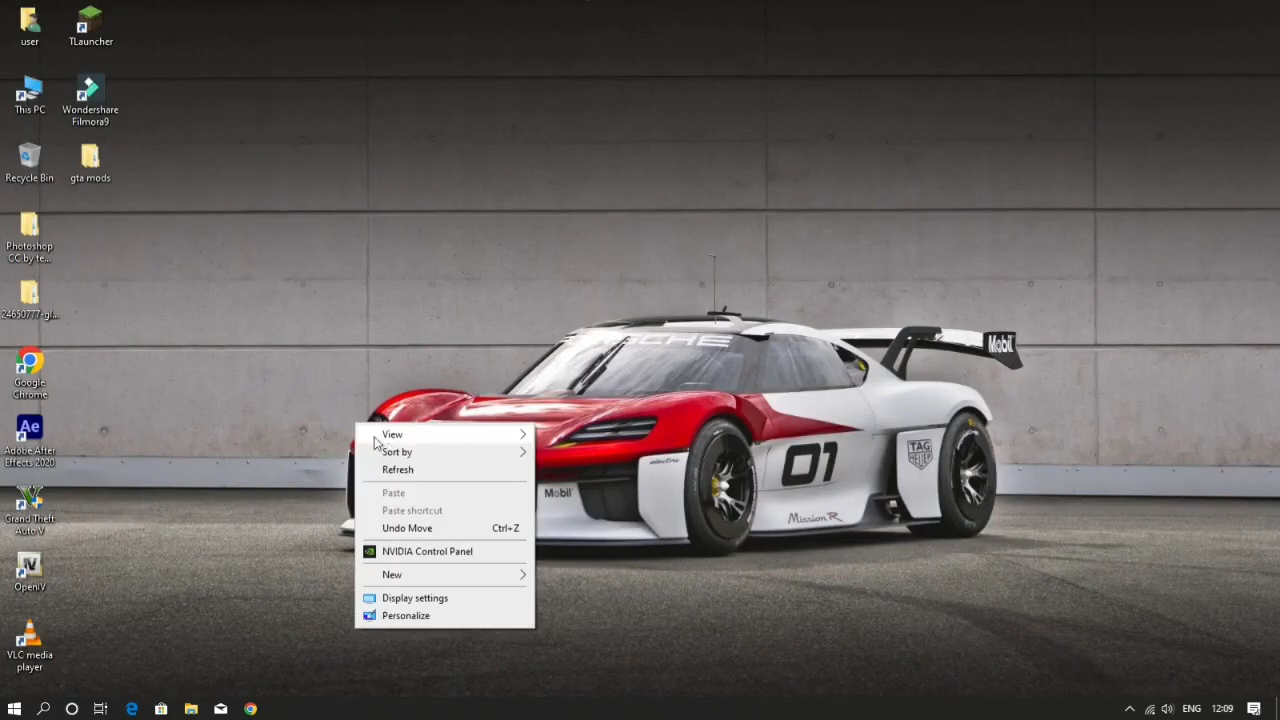 user
TLauncher
This PC
Wondershare
Filmora9
Recycle Bin
gta mods
Photoshop
CC by te...
24650777-gl...
Google
Chrome
Adobe After
Effects 2020
Grand Theft
Auto V
OpenIV
VLC media
player
View
Sort by
Refresh
Paste
Paste shortcut
Undo Move Ctrl+Z
NVIDIA Control Panel
New
Display settings
Personalize
Mobil
electric
Mobil
01
TAG
HEUER
Mission R
Ae
ENG
12:09